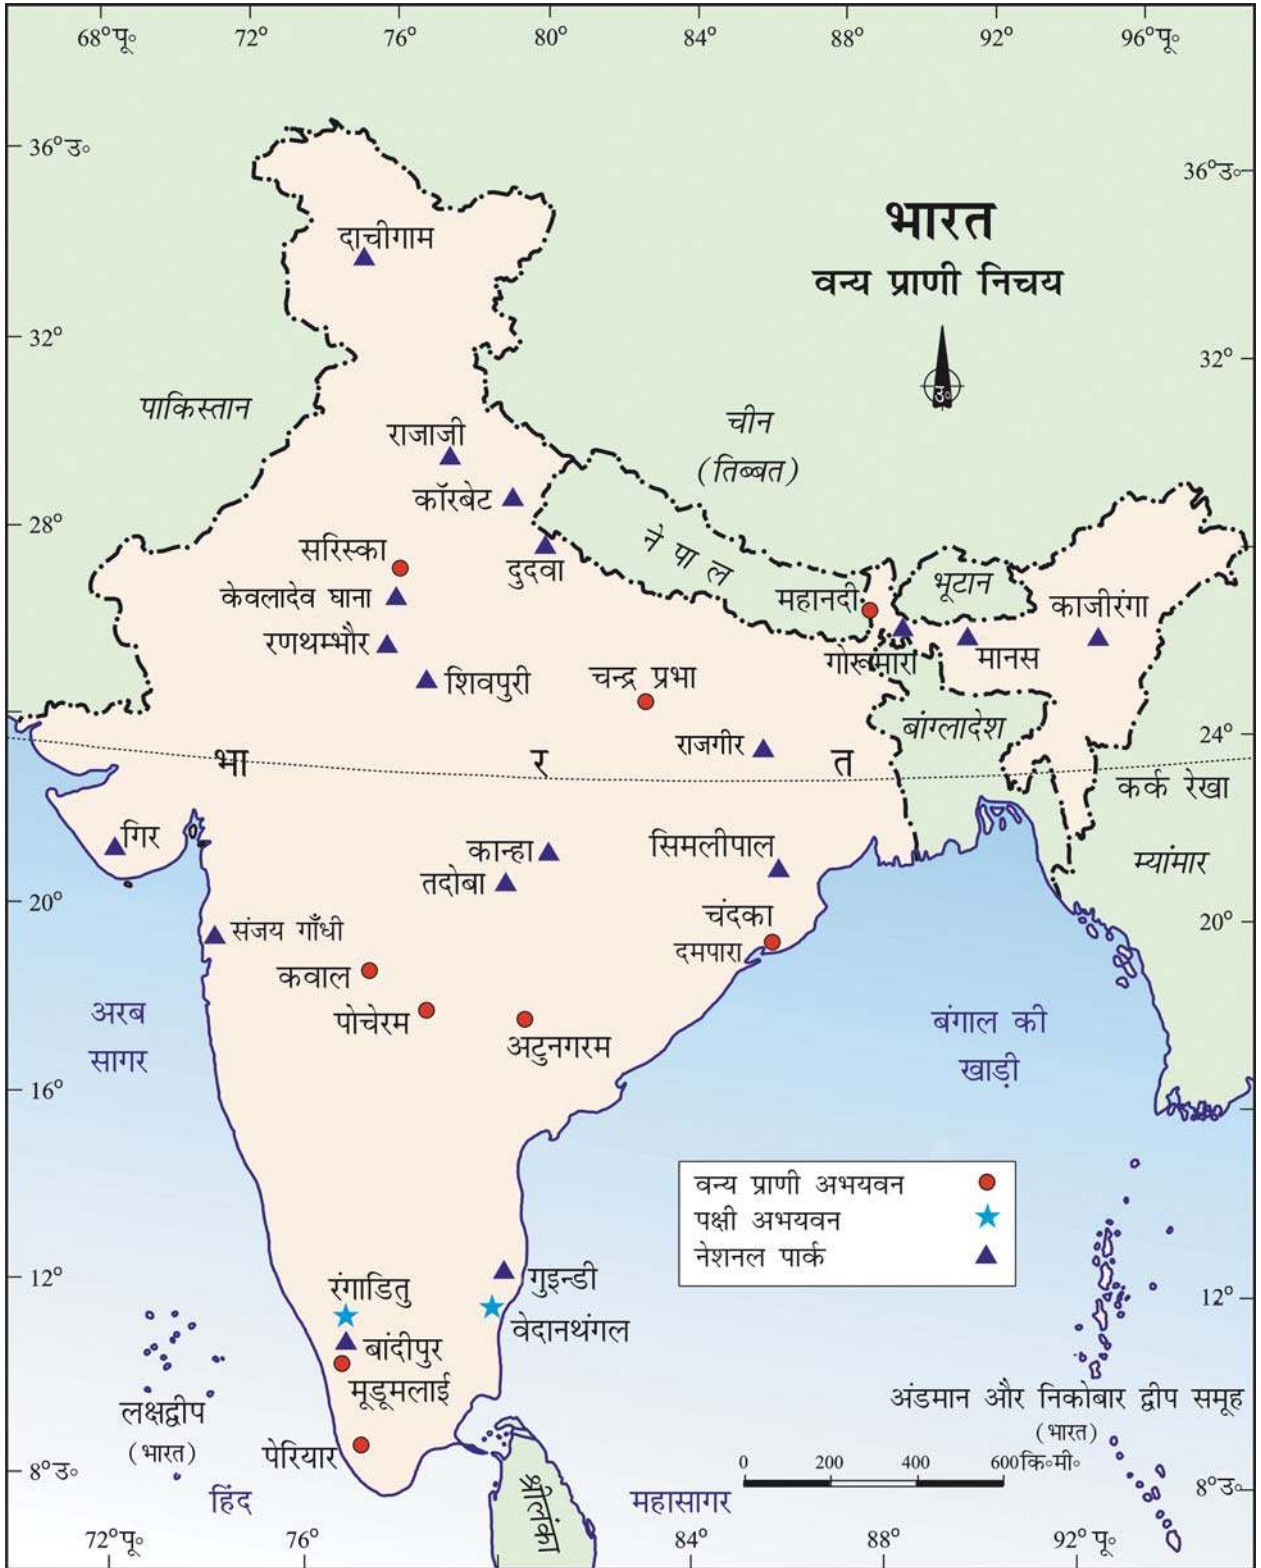 68°पू॰ 72° 76° 80° 84° 88° 92° 96°पू॰
36°उ॰
36°उ॰
भारत
वन्य प्राणी निचय
दाचीगाम
उ॰
32°
32°
पाकिस्तान
चीन
(तिब्बत)
राजाजी
कॉरबेट
28°
सरिस्का
दुदवा
नेपाल
केवलादेव घाना
महानदी
भूटान
काजीरंगा
रणथम्भौर
गोरूमारा
मानस
शिवपुरी
चन्द्र प्रभा
बांग्लादेश
राजगीर
24°
भारत
कर्क रेखा
गिर
कान्हा
सिमलीपाल
म्यांमार
तदोबा
20°
20°
संजय गाँधी
चंदका
दमपारा
कवाल
पोचेरम
अटुनगरम
अरब
सागर
बंगाल की
खाड़ी
16°
वन्य प्राणी अभयवन
पक्षी अभयवन
नेशनल पार्क
12°
12°
रंगाडितु
गुइन्डी
वेदानथंगल
बांदीपुर
मूडूमलाई
लक्षद्वीप
(भारत)
अंडमान और निकोबार द्वीप समूह
(भारत)
पेरियार
0 200 400 600कि॰मी॰
8°उ॰
8°उ॰
हिंद
महासागर
श्रीलंका
72°पू॰ 76° 84° 88° 92°पू॰